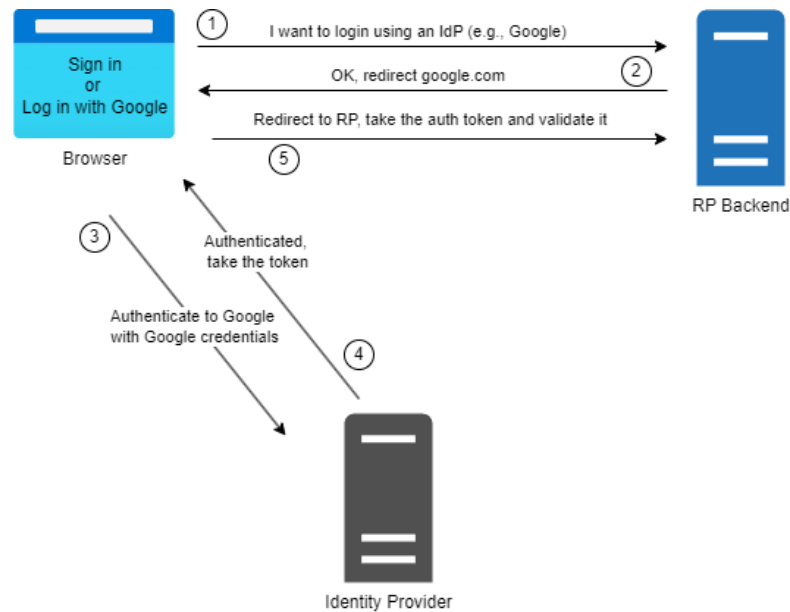 1
I want to login using an IdP (e.g., Google)
Sign in
or
Log in with Google
OK, redirect google.com
2
Redirect to RP, take the auth token and validate it
5
Browser
RP Backend
3
Authenticated,
take the token
Authenticate to Google
with Google credentials
4
Identity Provider